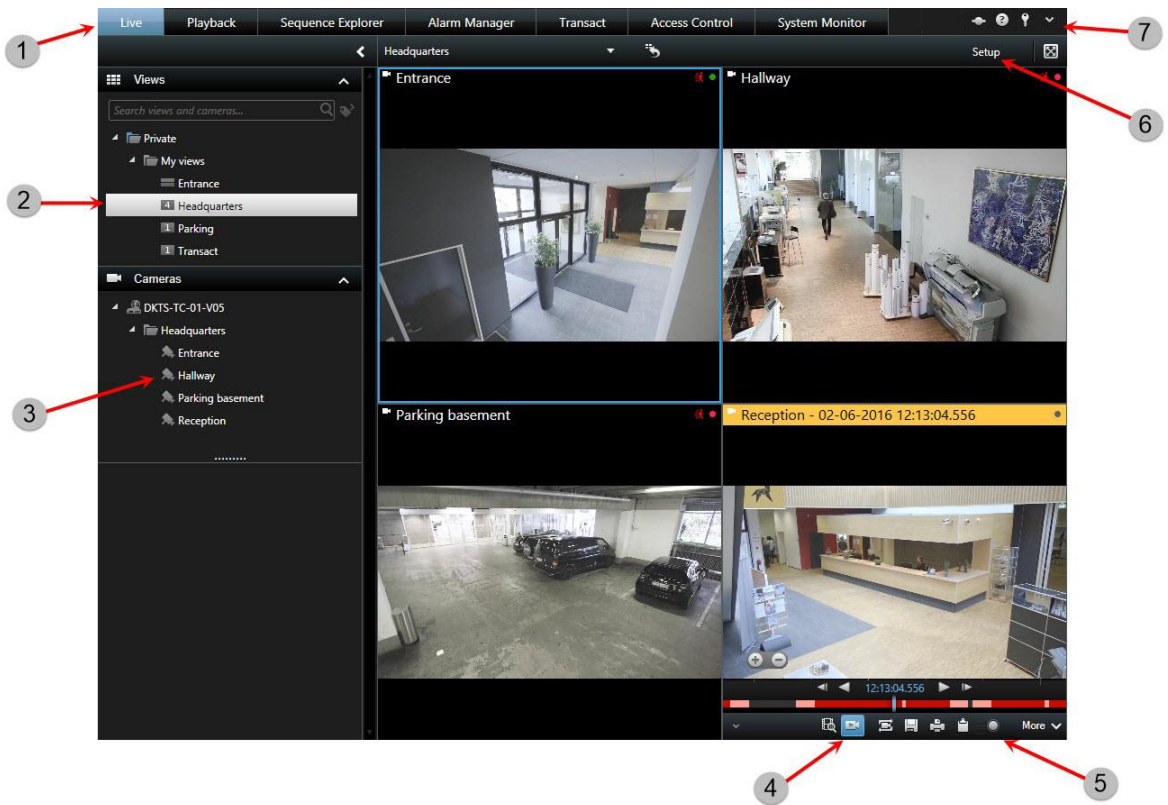 Live Playback Sequence Explorer Alarm Manager Transact Access Control System Monitor
1
7
Headquarters
Setup
Views
Search views and cameras...
Private
My views
Entrance
4 Headquarters
1 Parking
1 Transact
2
Cameras
DKTS-TC-01-V05
Headquarters
Entrance
Hallway
Parking basement
Reception
3
Entrance
Hallway
6
Parking basement
Reception - 02-06-2016 12:13:04.556
12:13:04.556
More
4
5